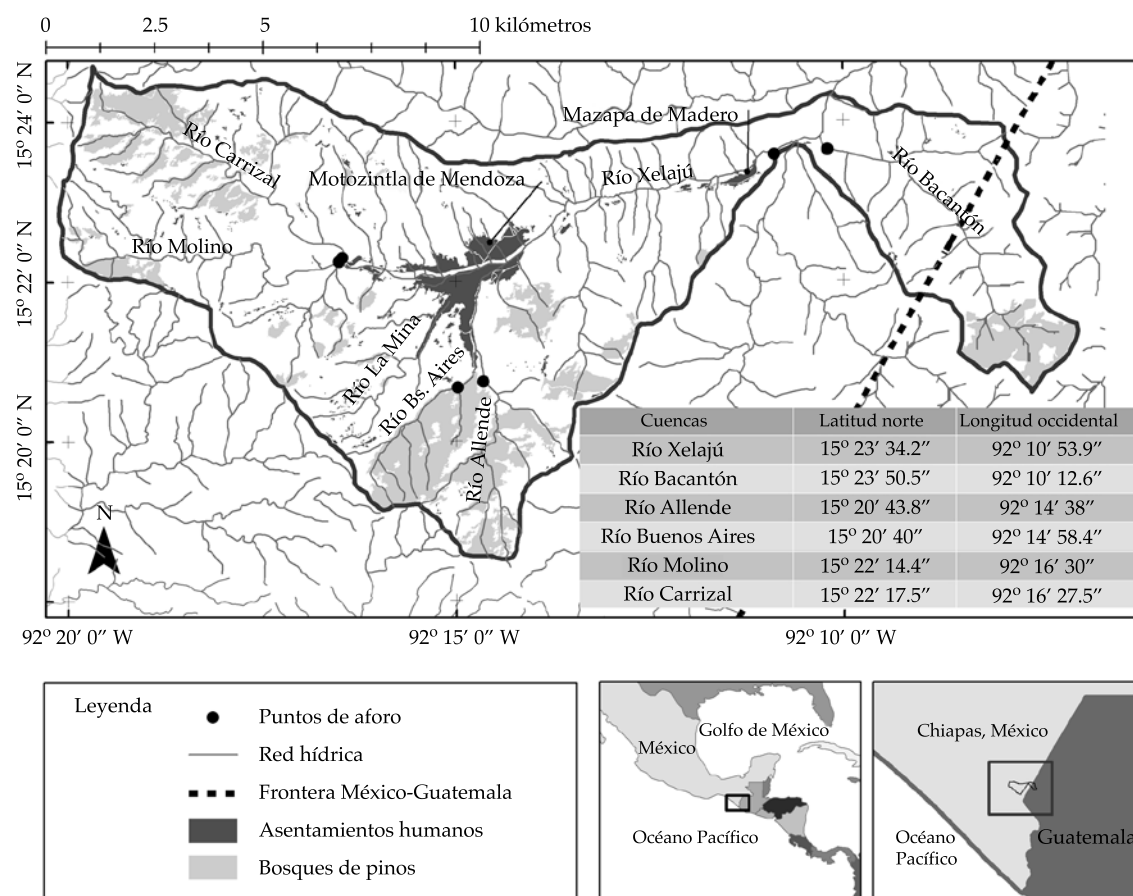 0 2.5 5 10 kilómetros
15º 24′ 0″ N
15º 22′ 0″ N
15º 20′ 0″ N
Mazapa de Madero
Río Carrizal
Motozintla de Mendoza
Río Xelajú
Río Bacantón
Río Molino
Río La Mina
Río Bs. Aires
Río Allende
N
Cuencas Latitud norte Longitud occidental
Río Xelajú 15º 23′ 34.2″ 92º 10′ 53.9″
Río Bacantón 15º 23′ 50.5″ 92º 10′ 12.6″
Río Allende 15º 20′ 43.8″ 92º 14′ 38″
Río Buenos Aires 15º 20′ 40″ 92º 14′ 58.4″
Río Molino 15º 22′ 14.4″ 92º 16′ 30″
Río Carrizal 15º 22′ 17.5″ 92º 16′ 27.5″
92º 20′ 0″ W 92º 15′ 0″ W 92º 10′ 0″ W
Leyenda
Puntos de aforo
Red hídrica
Frontera México-Guatemala
Asentamientos humanos
Bosques de pinos
Golfo de México
México
Océano Pacífico
Chiapas, México
Océano
Pacífico
Guatemala